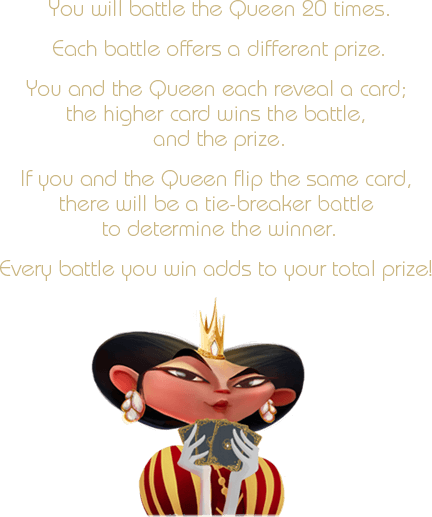 You will battle the Queen 20 times.
Each battle offers a different prize.
You and the Queen each reveal a card;
the higher card wins the battle,
and the prize.
If you and the Queen flip the same card,
there will be a tie-breaker battle
to determine the winner.
Every battle you win adds to your total prize!